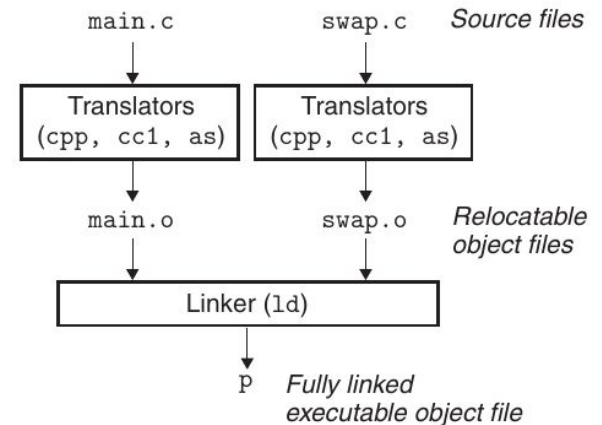 main.c swap.c Source files
Translators Translators
(cpp, cc1, as) (cpp, cc1, as)
main.o swap.o Relocatable
object files
Linker (ld)
p Fully linked
executable object file